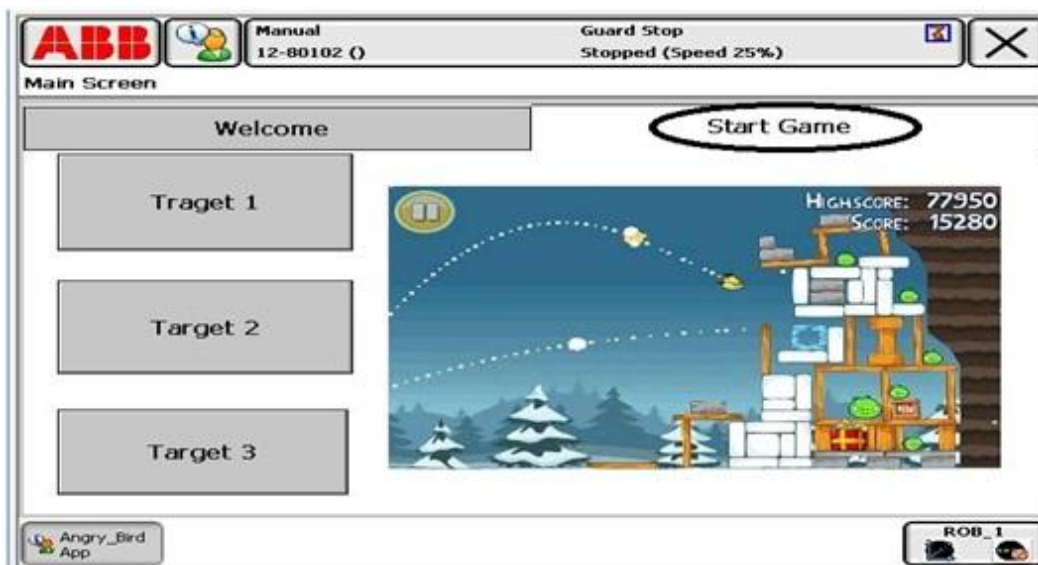 ABB
Manual
12-80102 ()
Guard Stop
Stopped (Speed 25%)
Main Screen
Welcome
Start Game
Traget 1
Target 2
Target 3
HIGHSCORE: 77950
SCORE: 15280
Angry_Bird
App
ROB_1